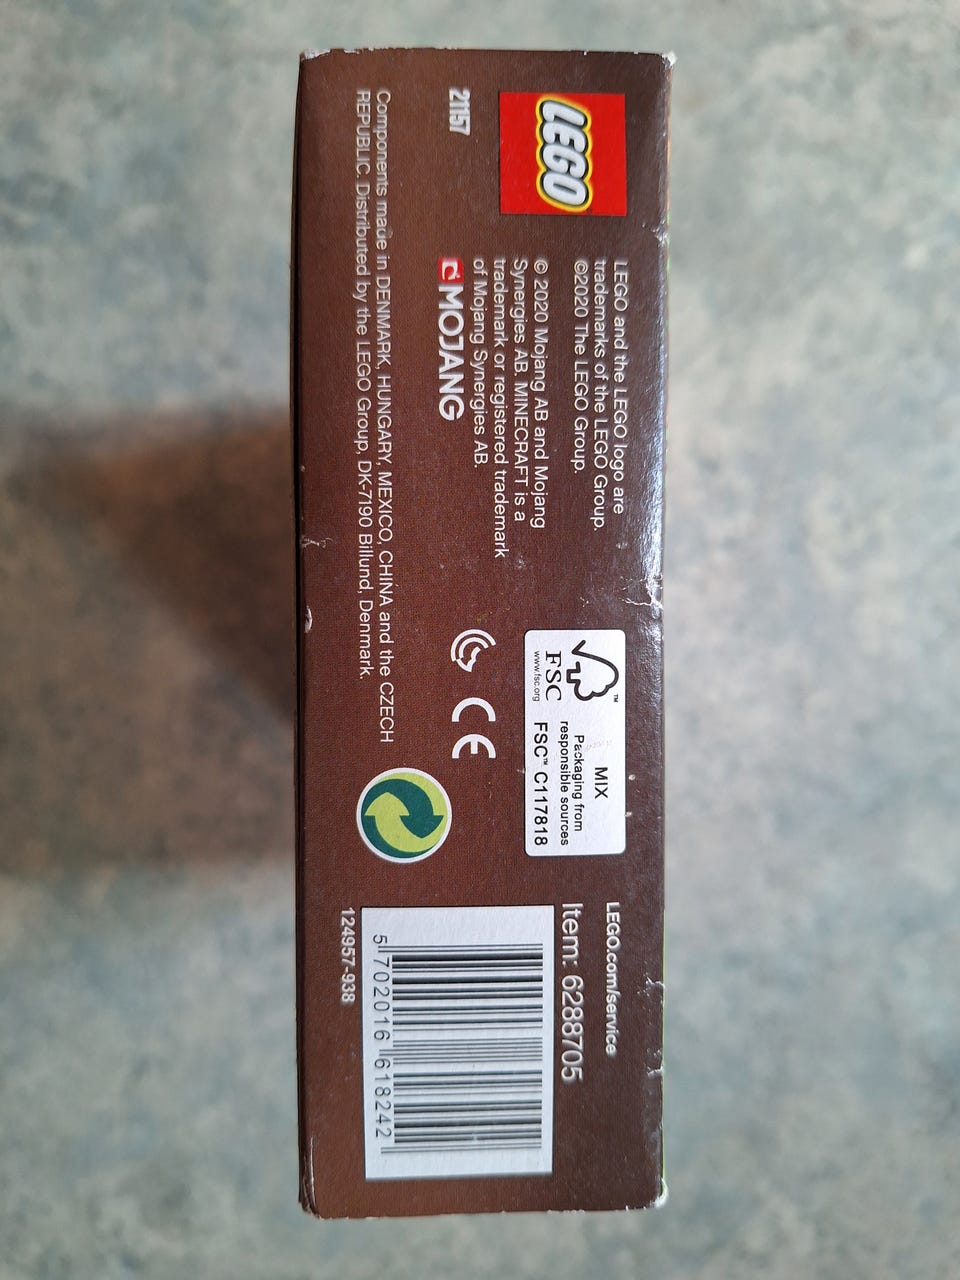 LEGO
LEGO and the LEGO logo are
trademarks of the LEGO Group.
©2020 The LEGO Group.
© 2020 Mojang AB and Mojang
Synergies AB. MINECRAFT is a
trademark or registered trademark
of Mojang Synergies AB.
MOJANG
21157
Components made in DENMARK, HUNGARY, MEXICO, CHINA and the CZECH
REPUBLIC. Distributed by the LEGO Group, DK-7190 Billund, Denmark.
FSC™
www.fsc.org
MIX
Packaging from
responsible sources
FSC™ C117818
CE
LEGO.com/service
Item: 6288705
5 702016 618242
124957-938